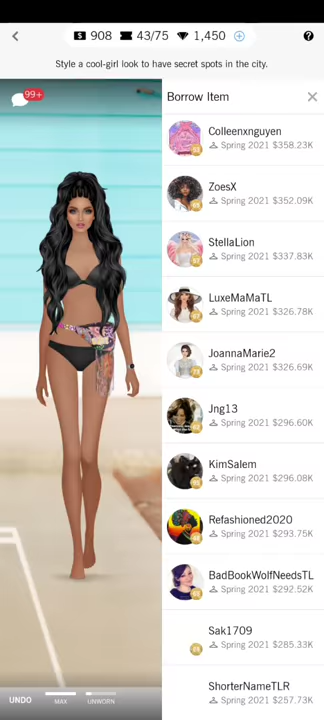 908 43/75 1,450
Style a cool-girl look to have secret spots in the city.
99+
Borrow Item
Colleenxnguyen
Spring 2021 $358.23K
ZoesX
Spring 2021 $352.09K
StellaLion
Spring 2021 $337.83K
LuxeMaMaTL
Spring 2021 $326.78K
JoannaMarie2
Spring 2021 $326.69K
Jng13
Spring 2021 $296.60K
KimSalem
Spring 2021 $296.08K
Refashioned2020
Spring 2021 $293.75K
BadBookWolfNeedsTL
Spring 2021 $292.52K
Sak1709
Spring 2021 $285.33K
ShorterNameTLR
Spring 2021 $257.73K
UNDO
MAX
UNWORN